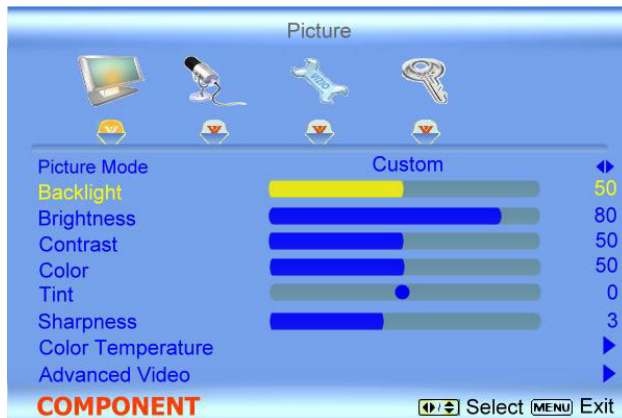 Picture
VIZIO
Picture Mode Custom
Backlight 50
Brightness 80
Contrast 50
Color 50
Tint 0
Sharpness 3
Color Temperature
Advanced Video
COMPONENT Select MENU Exit